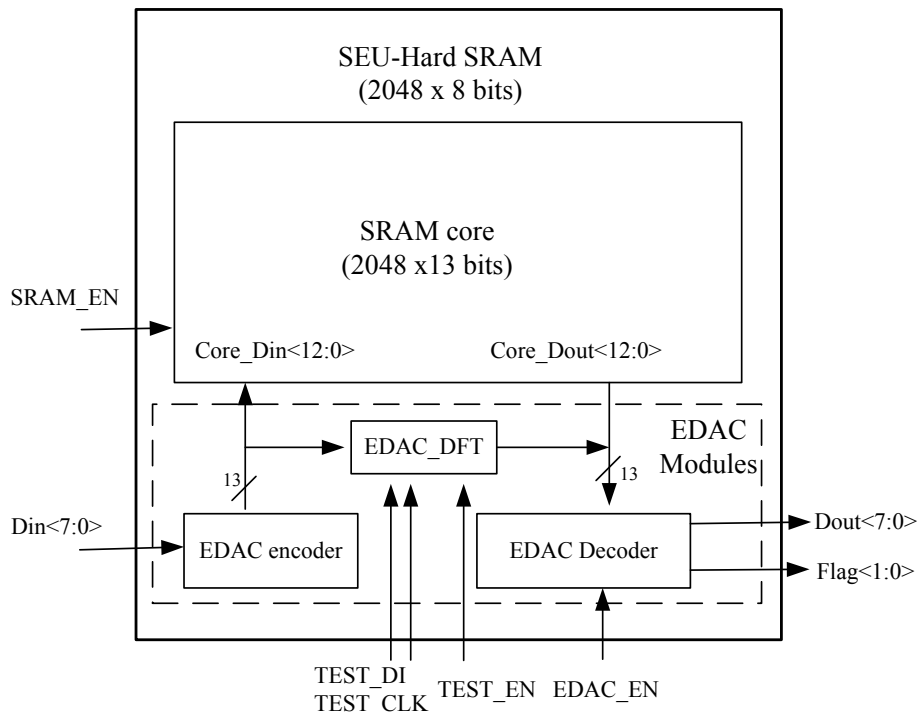 SEU-Hard SRAM
(2048 x 8 bits)
SRAM core
(2048 x13 bits)
SRAM_EN
Core_Din<12:0>
Core_Dout<12:0>
EDAC_DFT
EDAC
Modules
13
13
Din<7:0>
EDAC encoder
EDAC Decoder
Dout<7:0>
Flag<1:0>
TEST_DI
TEST_CLK
TEST_EN
EDAC_EN